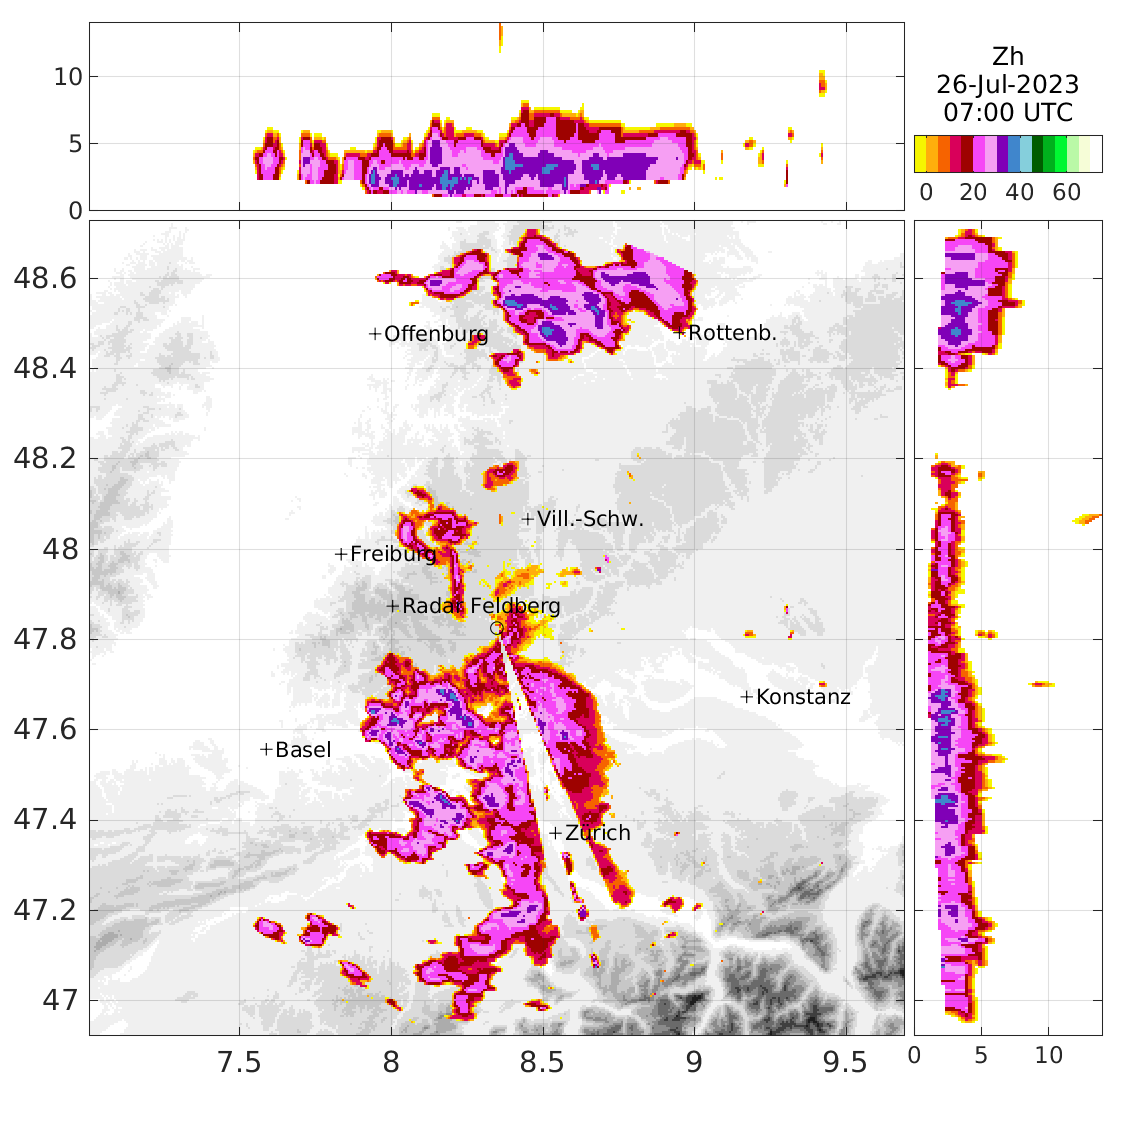 Zh
26-Jul-2023
07:00 UTC
10
5
0
0
20
40
60
48.6
48.4
48.2
48
47.8
47.6
47.4
47.2
47
+Offenburg
+Rottenb.
+Vill.-Schw.
+Freiburg
+Radar Feldberg
+Konstanz
+Basel
+Zürich
7.5
8
8.5
9
9.5
0
5
10